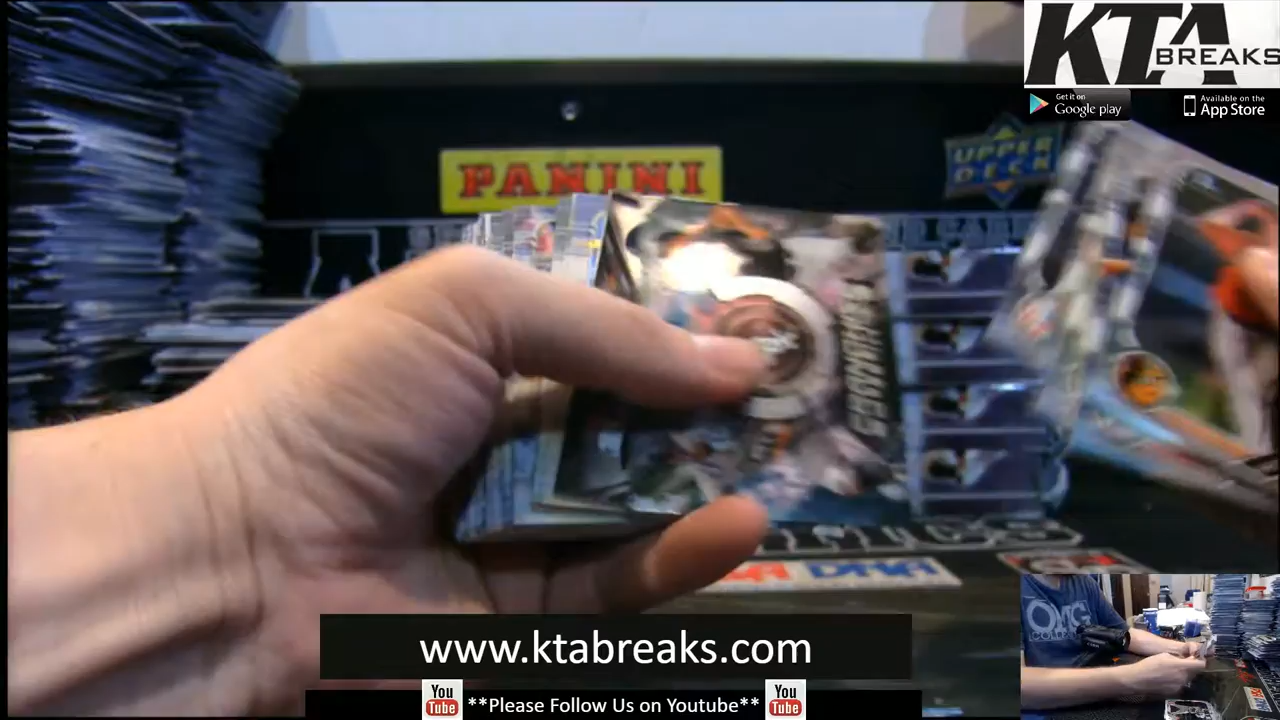 KTA
BREAKS
Get it on
Google play
Available on the
App Store
PANINI
UPPER
DECK
OMG
www.ktabreaks.com
You
Tube
**Please Follow Us on Youtube**
You
Tube